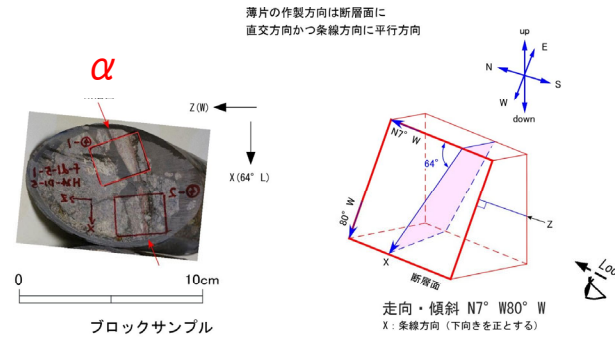 薄片の作製方向は断層面に
直交方向かつ条線方向に平行方向
α
Z(W)
X(64° L)
0
10cm
ブロックサンプル
up
E
N
S
W
down
N7° W
64°
80° W
X
Z
断層面
Loo
走向・傾斜 N7° W80° W
X : 条線方向（下向きを正とする）